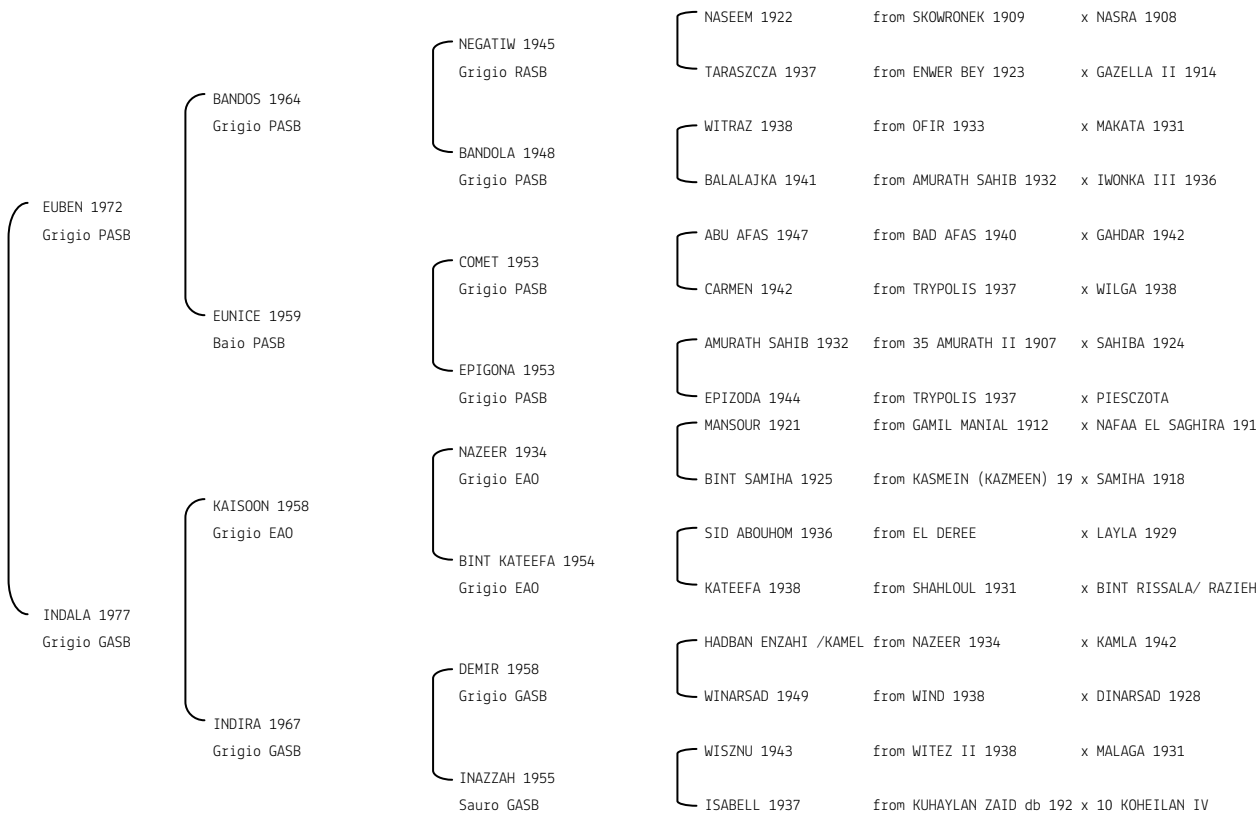 NASEEM 1922 from SKOWRONEK 1909 x NASRA 1908
NEGATIW 1945
Grigio RASB
TARASZCZA 1937 from ENWER BEY 1923 x GAZELLA II 1914
BANDOS 1964
Grigio PASB
WITRAZ 1938 from OFIR 1933 x MAKATA 1931
BANDOLA 1948
Grigio PASB
BALALAJKA 1941 from AMURATH SAHIB 1932 x IWONKA III 1936
EUBEN 1972
Grigio PASB
ABU AFAS 1947 from BAD AFAS 1940 x GAHDAR 1942
COMET 1953
Grigio PASB
CARMEN 1942 from TRYPOLIS 1937 x WILGA 1938
EUNICE 1959
Baio PASB
AMURATH SAHIB 1932 from 35 AMURATH II 1907 x SAHIBA 1924
EPIGONA 1953
Grigio PASB
EPIZODA 1944 from TRYPOLIS 1937 x PIESCZOTA
MANSOUR 1921 from GAMIL MANIAL 1912 x NAFAA EL SAGHIRA 191
NAZEER 1934
Grigio EAO
BINT SAMIHA 1925 from KASMEIN (KAZMEEN) 19 x SAMIHA 1918
KAISOON 1958
Grigio EAO
SID ABOUHOM 1936 from EL DEREE x LAYLA 1929
BINT KATEEFA 1954
Grigio EAO
KATEEFA 1938 from SHAHLOUL 1931 x BINT RISSALA/ RAZIEH
INDALA 1977
Grigio GASB
HADBAN ENZAHI /KAMEL from NAZEER 1934 x KAMLA 1942
DEMIR 1958
Grigio GASB
WINARSAD 1949 from WIND 1938 x DINARSAD 1928
INDIRA 1967
Grigio GASB
WISZNU 1943 from WITEZ II 1938 x MALAGA 1931
INAZZAH 1955
Sauro GASB
ISABELL 1937 from KUHAYLAN ZAID db 192 x 10 KOHEILAN IV